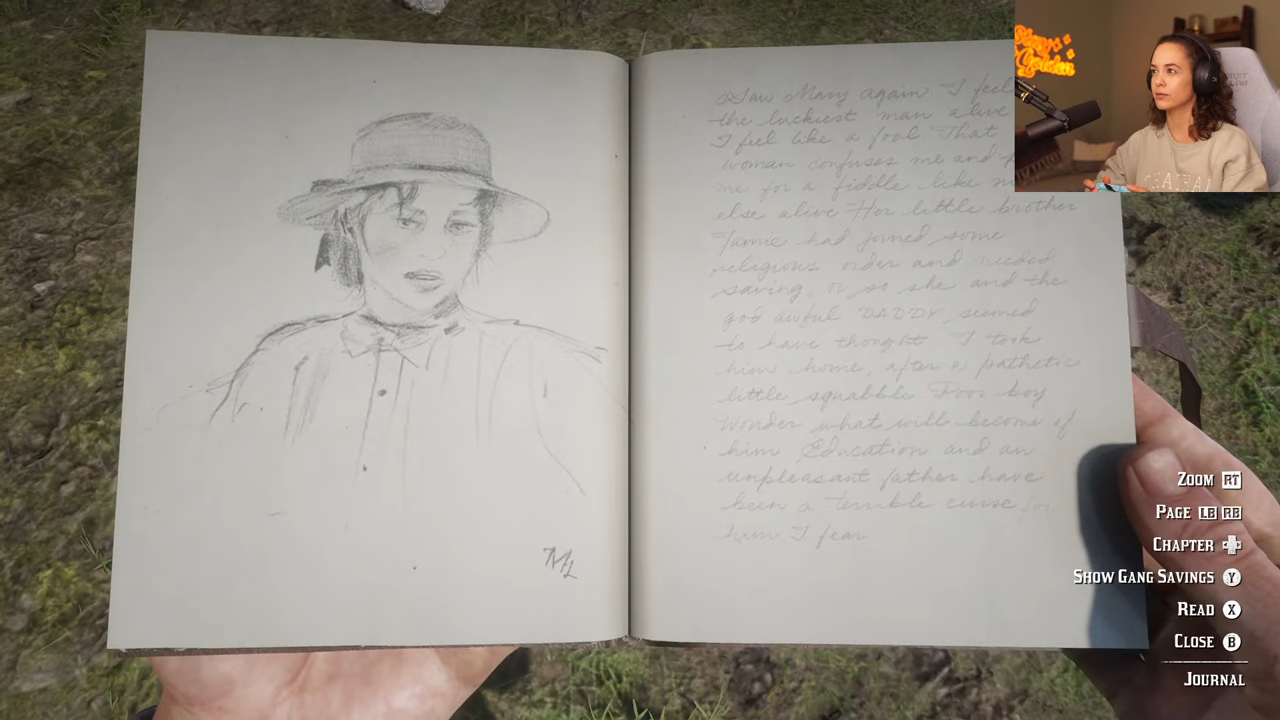 Saw Mary again I feel
the luckiest man alive
I feel like a fool That
woman confuses me and
me for a fiddle like
else alive Her little brother
Jamie had joined some
religious order and needed
saving, or so she and the
god awful DADDY seemed
to have thought I took
him home, after a pathetic
little squabble Poor boy
wonder what will become of
him Education and an
unpleasant father have
been a terrible curse for
him I fear
ML
ZOOM RT
PAGE LB RB
CHAPTER
SHOW GANG SAVINGS Y
READ X
CLOSE B
JOURNAL